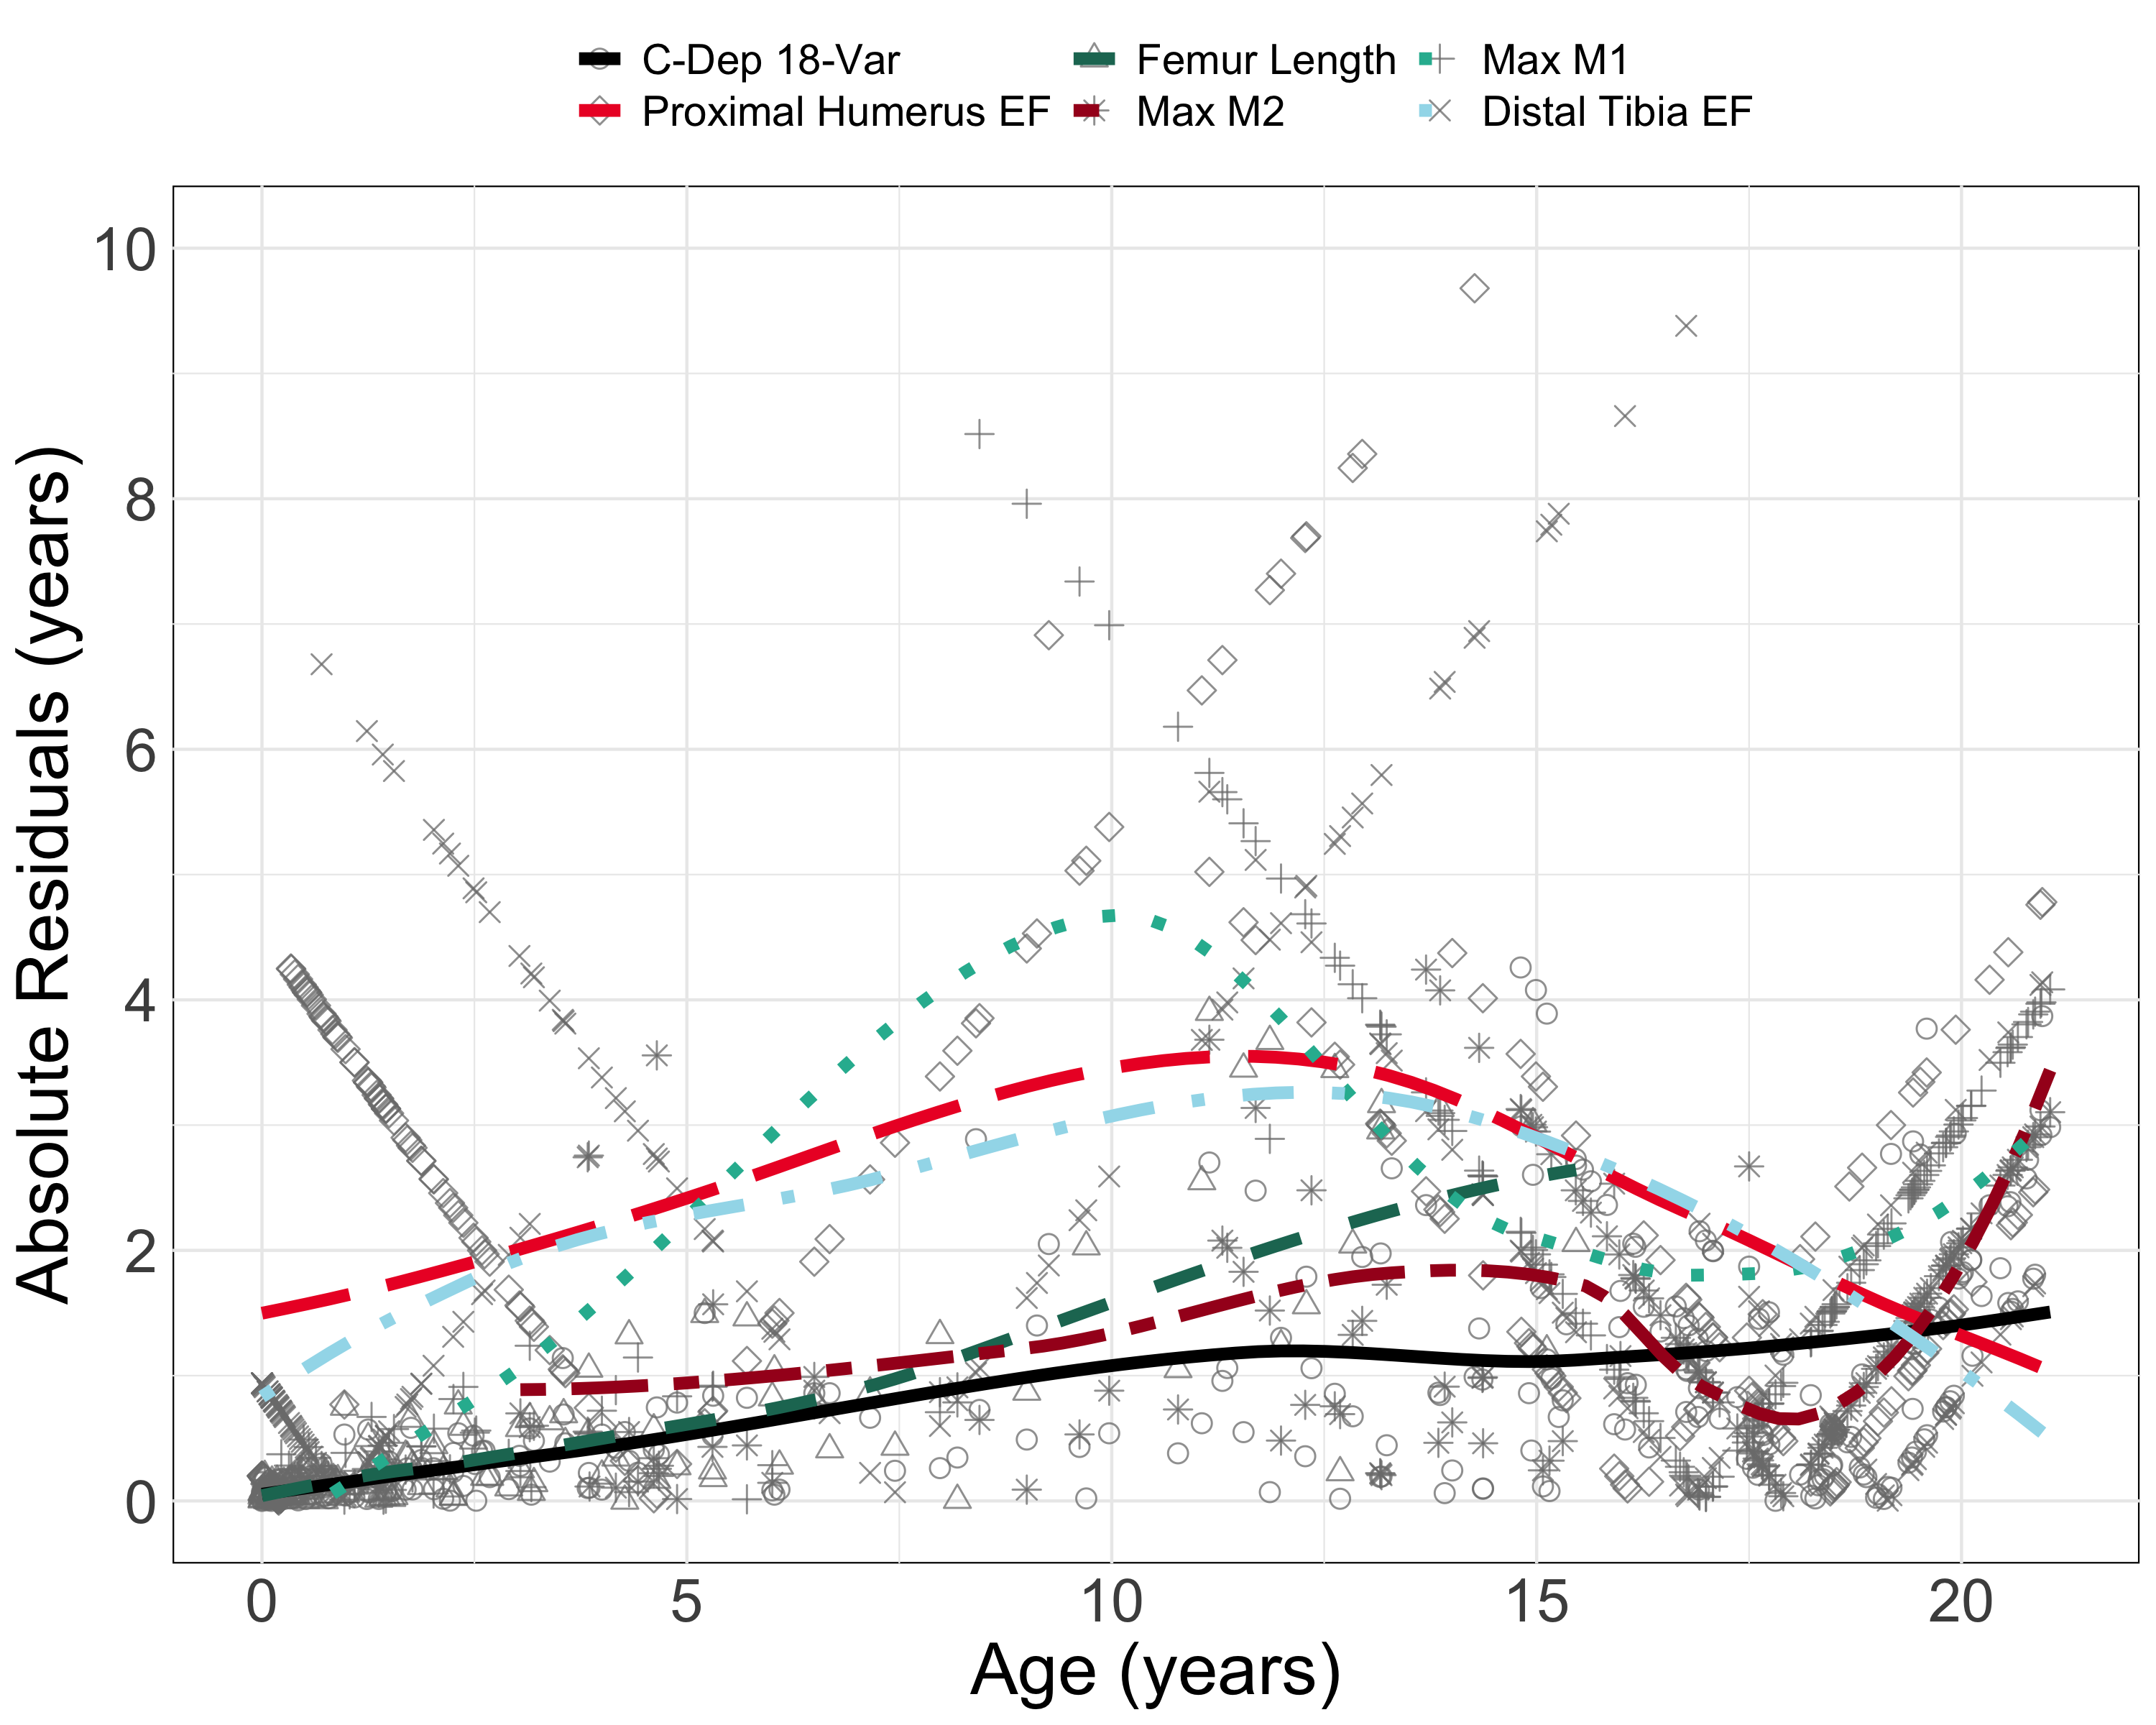 C-Dep 18-Var Femur Length Max M1
Proximal Humerus EF Max M2 Distal Tibia EF
Absolute Residuals (years)
10
8
6
4
2
0
0 5 10 15 20
Age (years)